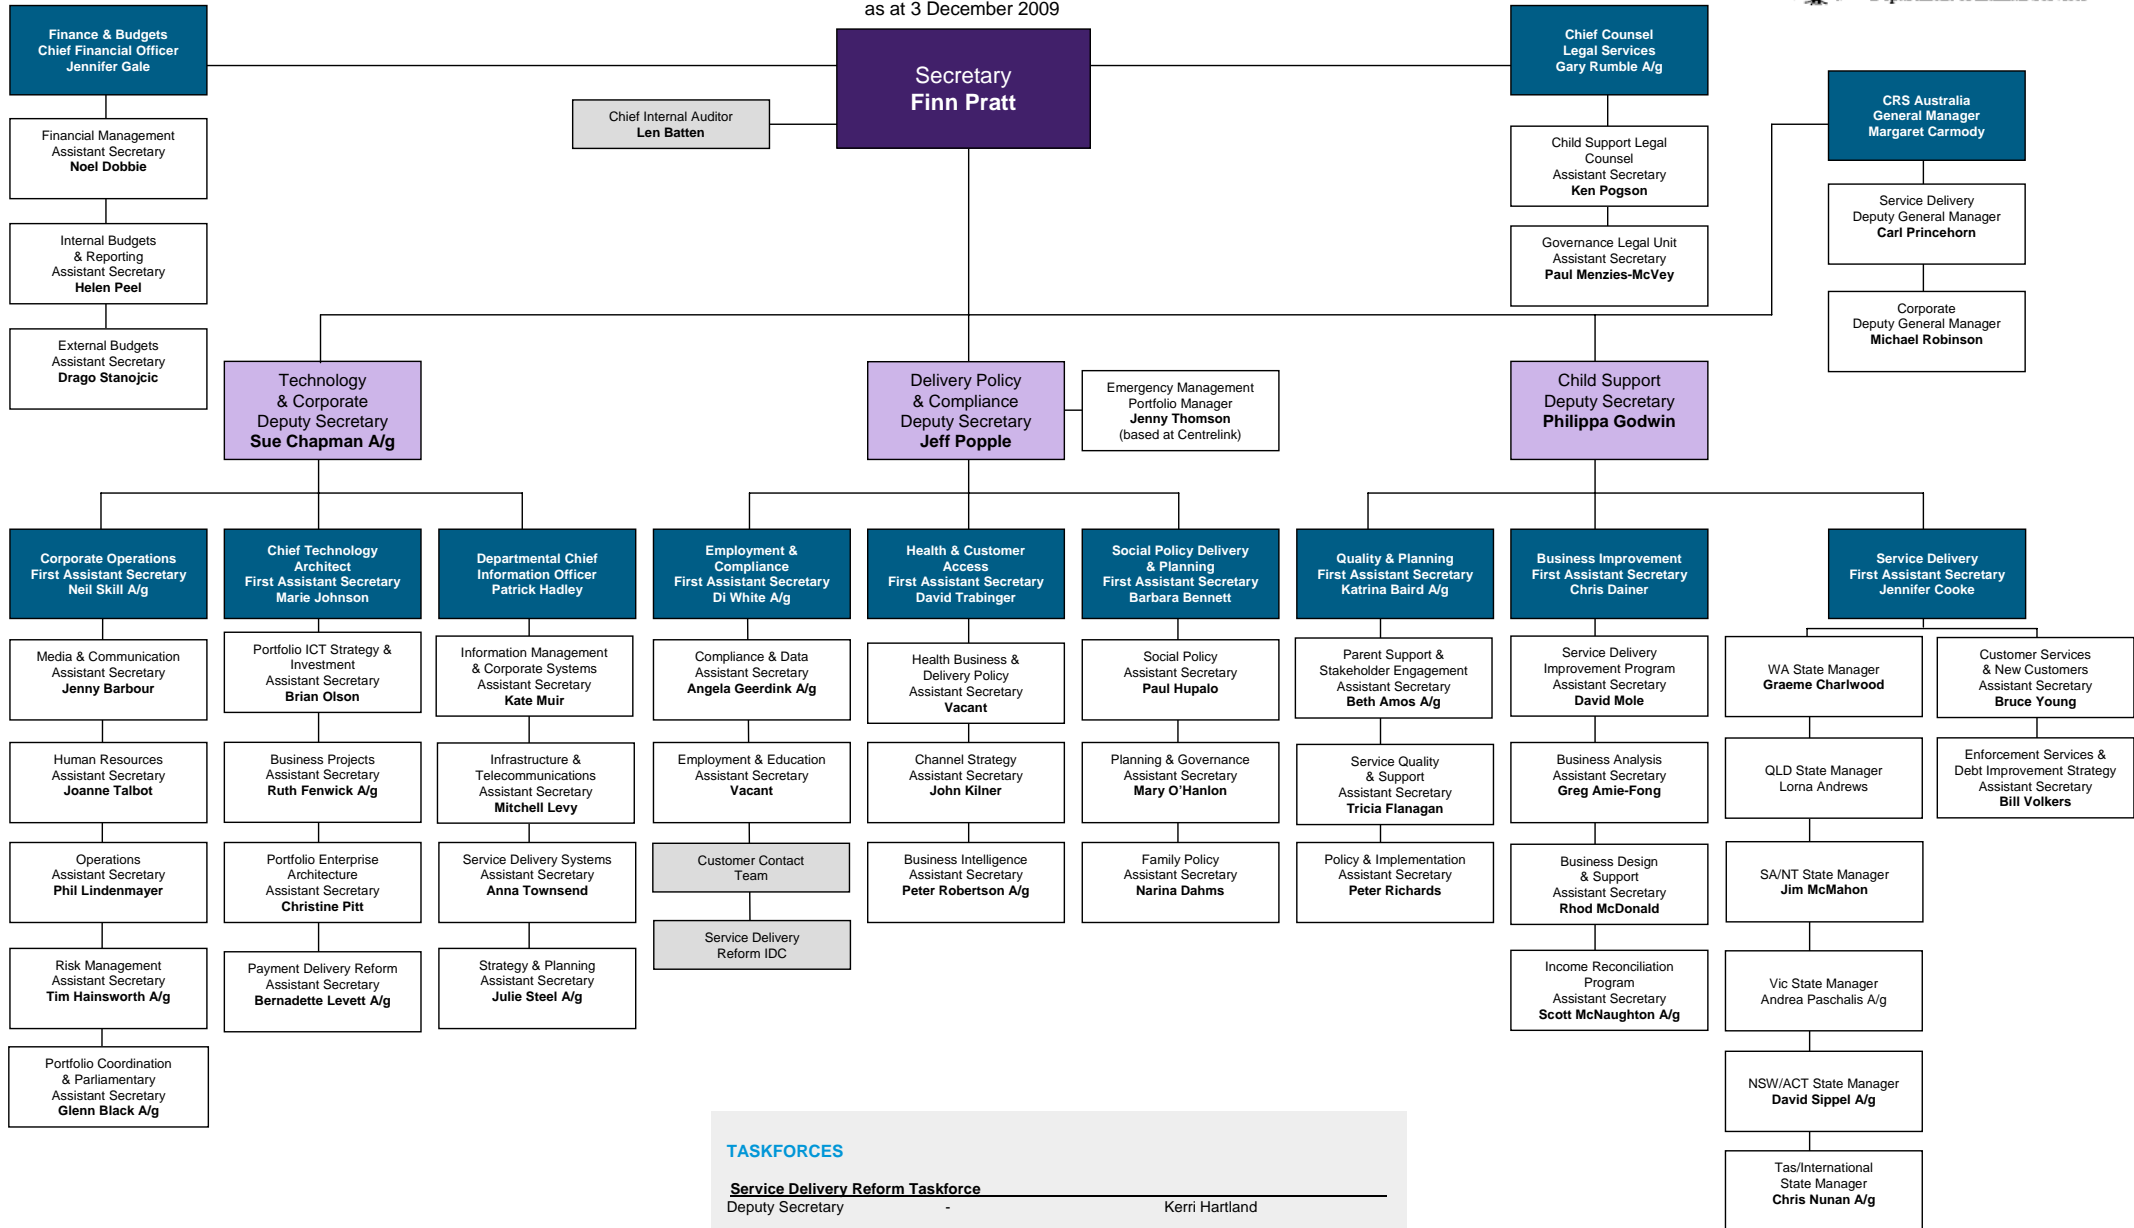 as at 3 December 2009
Finance & Budgets
Chief Financial Officer
Jennifer Gale
Secretary
Finn Pratt
Chief Counsel
Legal Services
Gary Rumble A/g
CRS Australia
General Manager
Margaret Carmody
Chief Internal Auditor
Len Batten
Financial Management
Assistant Secretary
Noel Dobbie
Internal Budgets
& Reporting
Assistant Secretary
Helen Peel
External Budgets
Assistant Secretary
Drago Stanojcic
Child Support Legal
Counsel
Assistant Secretary
Ken Pogson
Governance Legal Unit
Assistant Secretary
Paul Menzies-McVey
Service Delivery
Deputy General Manager
Carl Princehorn
Corporate
Deputy General Manager
Michael Robinson
Technology
& Corporate
Deputy Secretary
Sue Chapman A/g
Delivery Policy
& Compliance
Deputy Secretary
Jeff Popple
Emergency Management
Portfolio Manager
Jenny Thomson
(based at Centrelink)
Child Support
Deputy Secretary
Philippa Godwin
Corporate Operations
First Assistant Secretary
Neil Skill A/g
Media & Communication
Assistant Secretary
Jenny Barbour
Human Resources
Assistant Secretary
Joanne Talbot
Operations
Assistant Secretary
Phil Lindenmayer
Risk Management
Assistant Secretary
Tim Hainsworth A/g
Portfolio Coordination
& Parliamentary
Assistant Secretary
Glenn Black A/g
Chief Technology
Architect
First Assistant Secretary
Marie Johnson
Portfolio ICT Strategy &
Investment
Assistant Secretary
Brian Olson
Business Projects
Assistant Secretary
Ruth Fenwick A/g
Portfolio Enterprise
Architecture
Assistant Secretary
Christine Pitt
Payment Delivery Reform
Assistant Secretary
Bernadette Levett A/g
Departmental Chief
Information Officer
Patrick Hadley
Information Management
& Corporate Systems
Assistant Secretary
Kate Muir
Infrastructure &
Telecommunications
Assistant Secretary
Mitchell Levy
Service Delivery Systems
Assistant Secretary
Anna Townsend
Strategy & Planning
Assistant Secretary
Julie Steel A/g
Employment &
Compliance
First Assistant Secretary
Di White A/g
Compliance & Data
Assistant Secretary
Angela Geerdink A/g
Employment & Education
Assistant Secretary
Vacant
Customer Contact
Team
Service Delivery
Reform IDC
Health & Customer
Access
First Assistant Secretary
David Trabinger
Health Business &
Delivery Policy
Assistant Secretary
Vacant
Channel Strategy
Assistant Secretary
John Kilner
Business Intelligence
Assistant Secretary
Peter Robertson A/g
Social Policy Delivery
& Planning
First Assistant Secretary
Barbara Bennett
Social Policy
Assistant Secretary
Paul Hupalo
Planning & Governance
Assistant Secretary
Mary O'Hanlon
Family Policy
Assistant Secretary
Narina Dahms
Quality & Planning
First Assistant Secretary
Katrina Baird A/g
Parent Support &
Stakeholder Engagement
Assistant Secretary
Beth Amos A/g
Service Quality
& Support
Assistant Secretary
Tricia Flanagan
Policy & Implementation
Assistant Secretary
Peter Richards
Business Improvement
First Assistant Secretary
Chris Dainer
Service Delivery
Improvement Program
Assistant Secretary
David Mole
Business Analysis
Assistant Secretary
Greg Amie-Fong
Business Design
& Support
Assistant Secretary
Rhod McDonald
Income Reconciliation
Program
Assistant Secretary
Scott McNaughton A/g
Service Delivery
First Assistant Secretary
Jennifer Cooke
WA State Manager
Graeme Charlwood
QLD State Manager
Lorna Andrews
SA/NT State Manager
Jim McMahon
Vic State Manager
Andrea Paschalis A/g
NSW/ACT State Manager
David Sippel A/g
Tas/International
State Manager
Chris Nunan A/g
Customer Services
& New Customers
Assistant Secretary
Bruce Young
Enforcement Services &
Debt Improvement Strategy
Assistant Secretary
Bill Volkers
TASKFORCES
Service Delivery Reform Taskforce
Deputy Secretary - Kerri Hartland